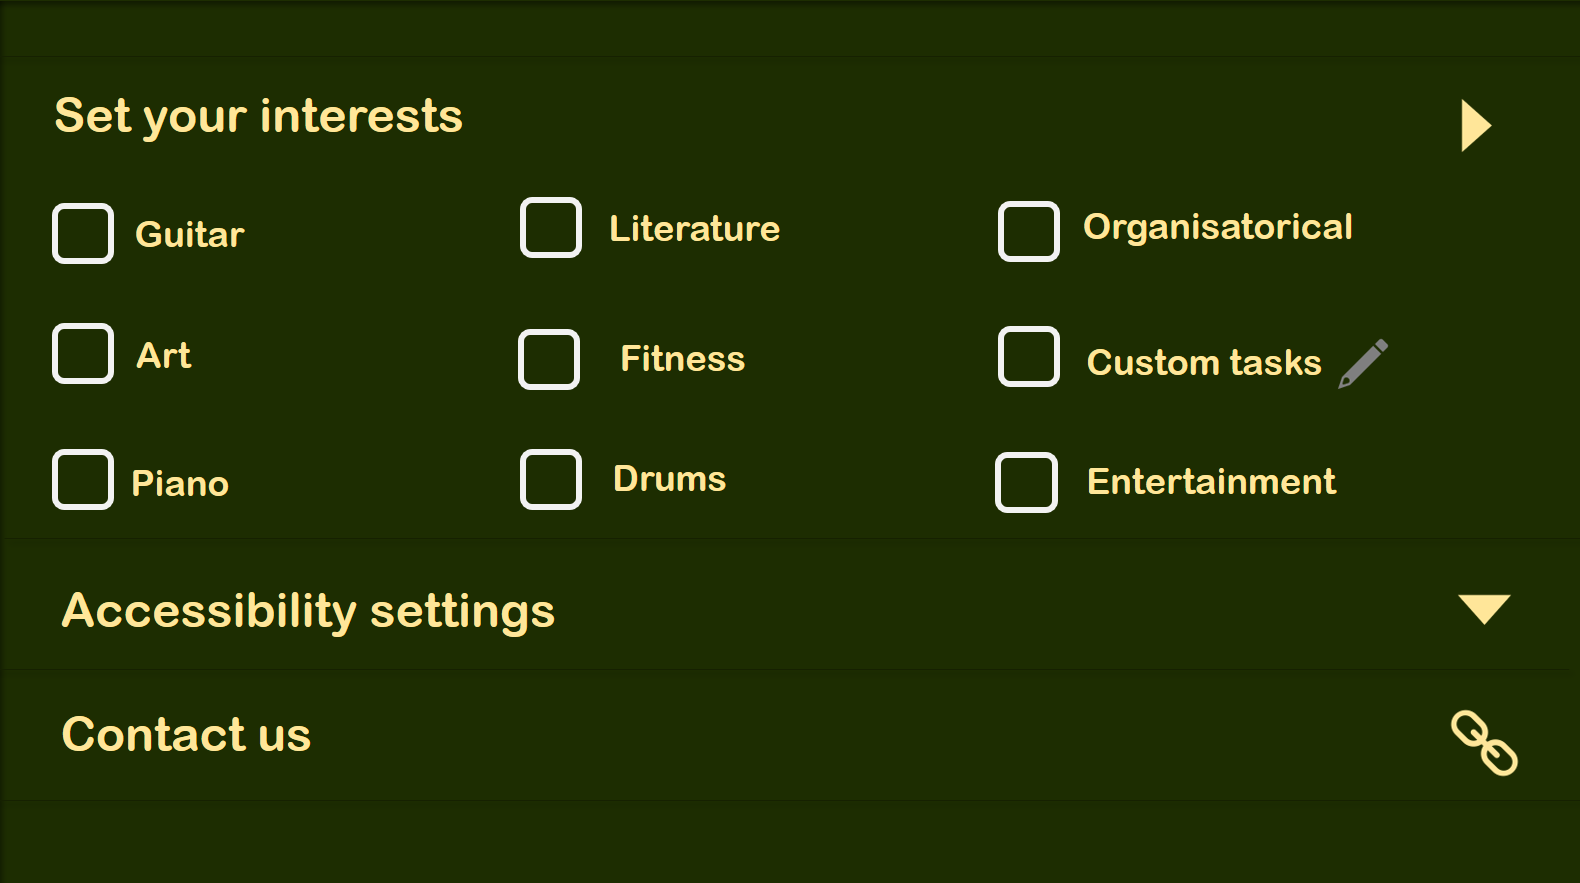 Set your interests
Guitar
Literature
Organisatorical
Art
Fitness
Custom tasks
Piano
Drums
Entertainment
Accessibility settings
Contact us